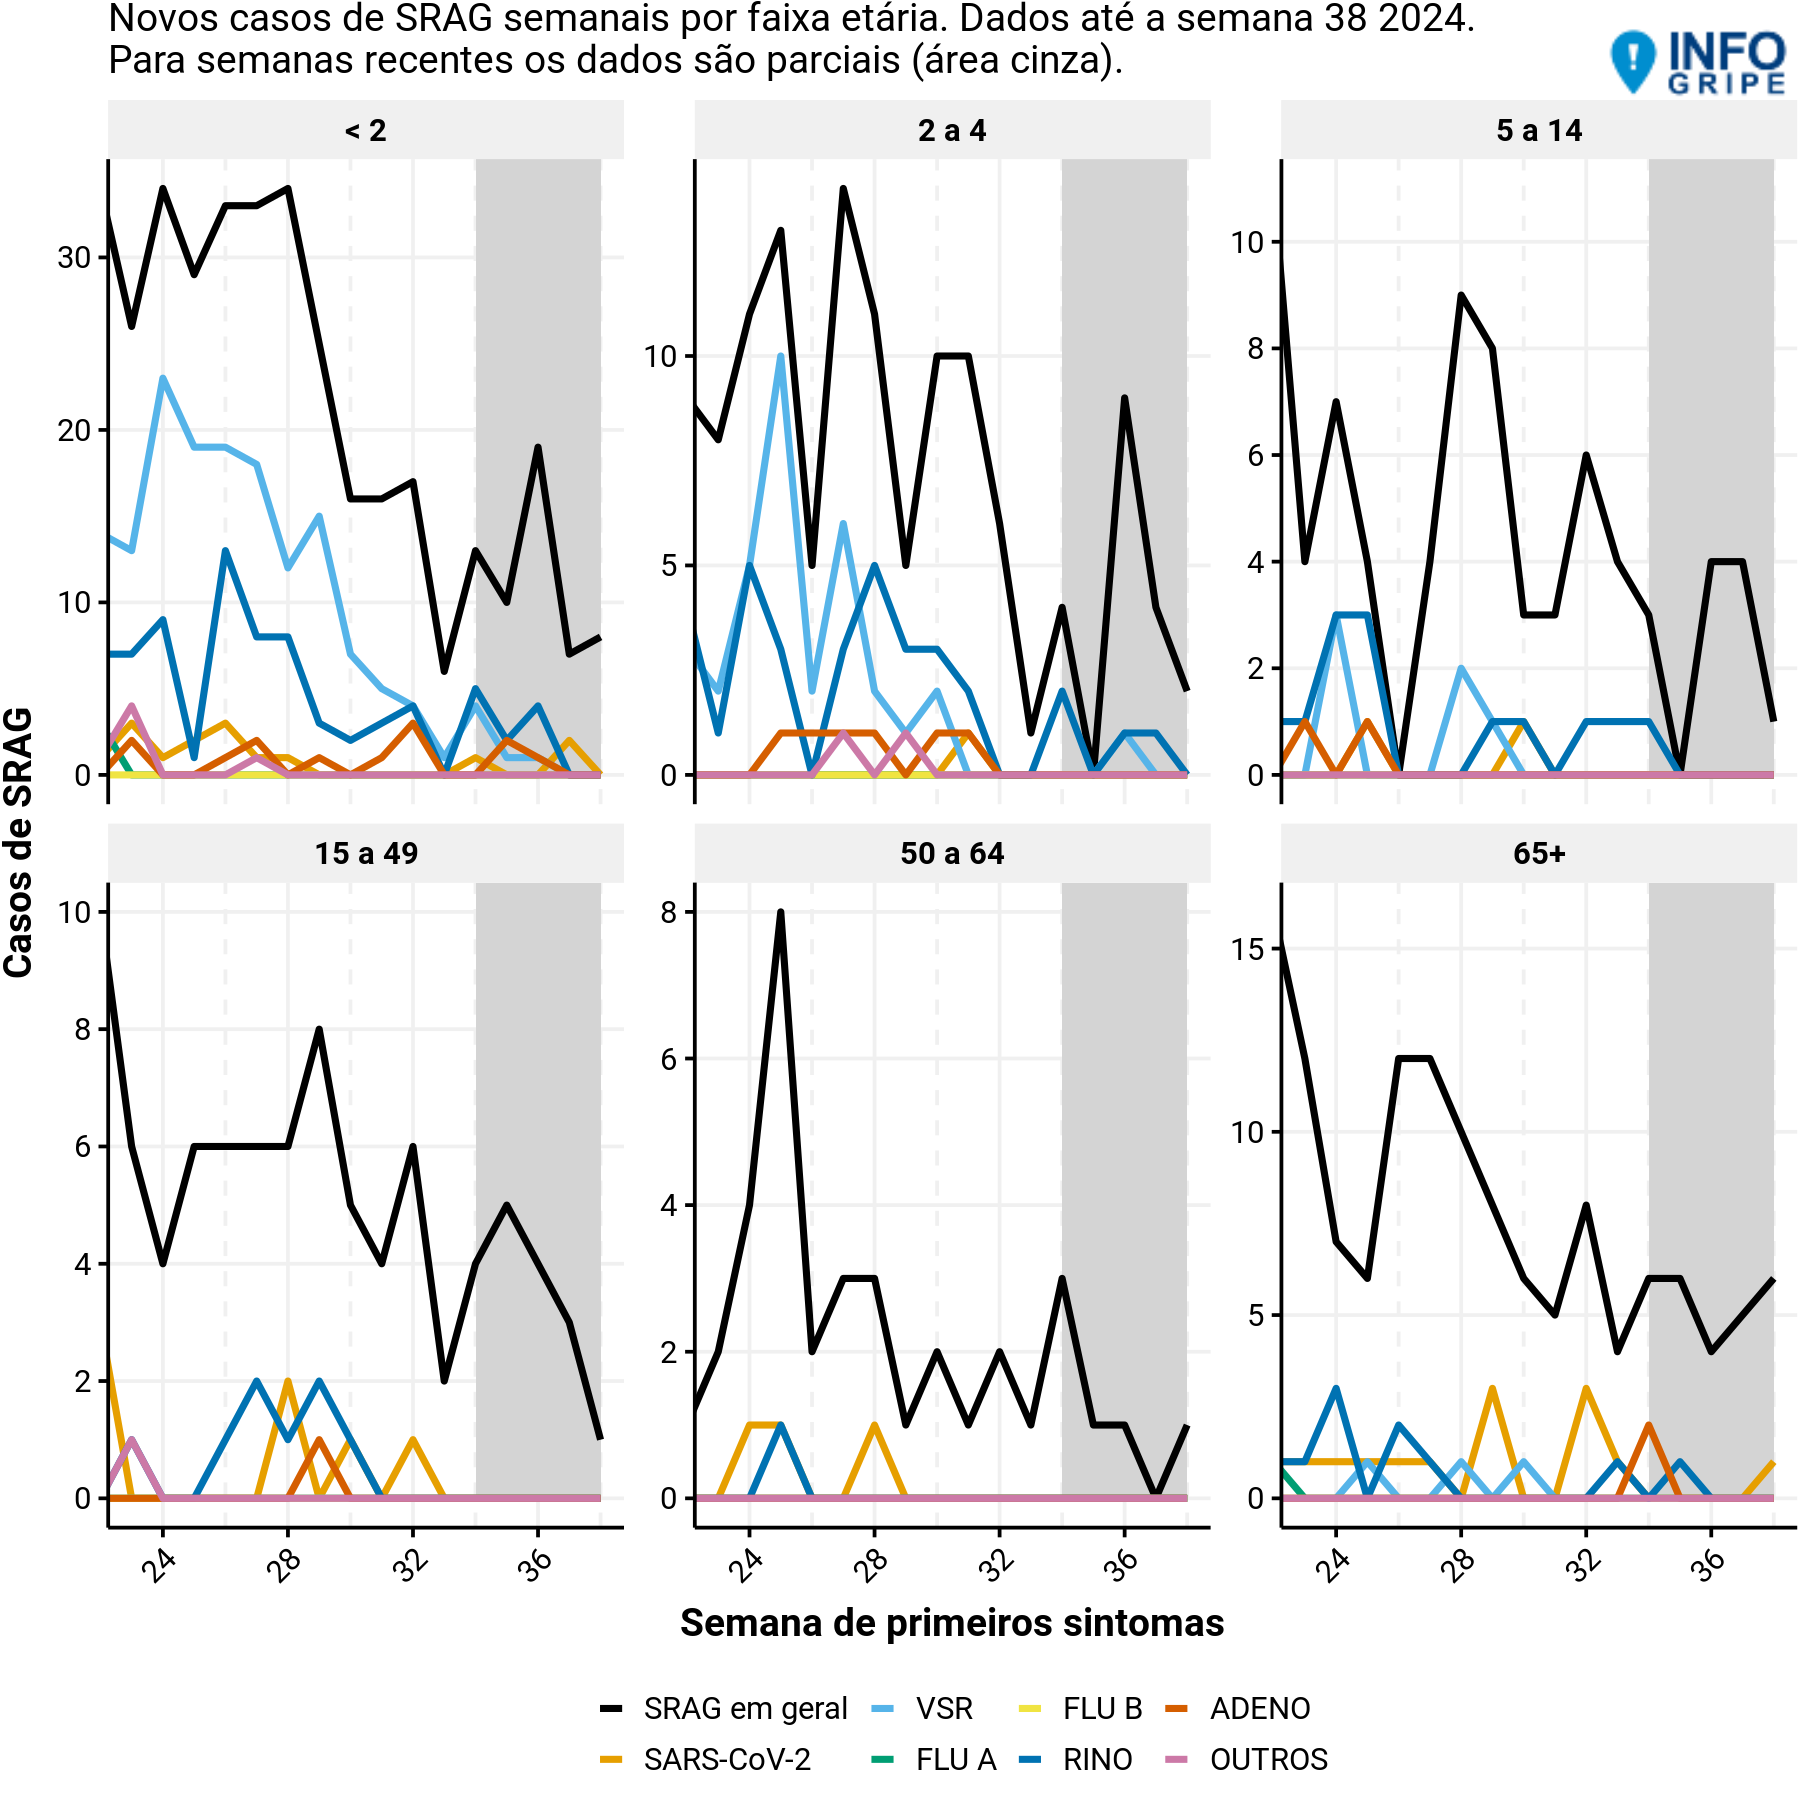 Novos casos de SRAG semanais por faixa etária. Dados até a semana 38 2024.
Para semanas recentes os dados são parciais (área cinza).
INFO
GRIPE
< 2
2 a 4
5 a 14
30
20
10
0
10
5
0
10
8
6
4
2
0
Casos de SRAG
15 a 49
50 a 64
65+
10
8
6
4
2
0
8
6
4
2
0
15
10
5
0
24 28 32 36
24 28 32 36
24 28 32 36
Semana de primeiros sintomas
SRAG em geral VSR FLU B ADENO
SARS-CoV-2 FLU A RINO OUTROS